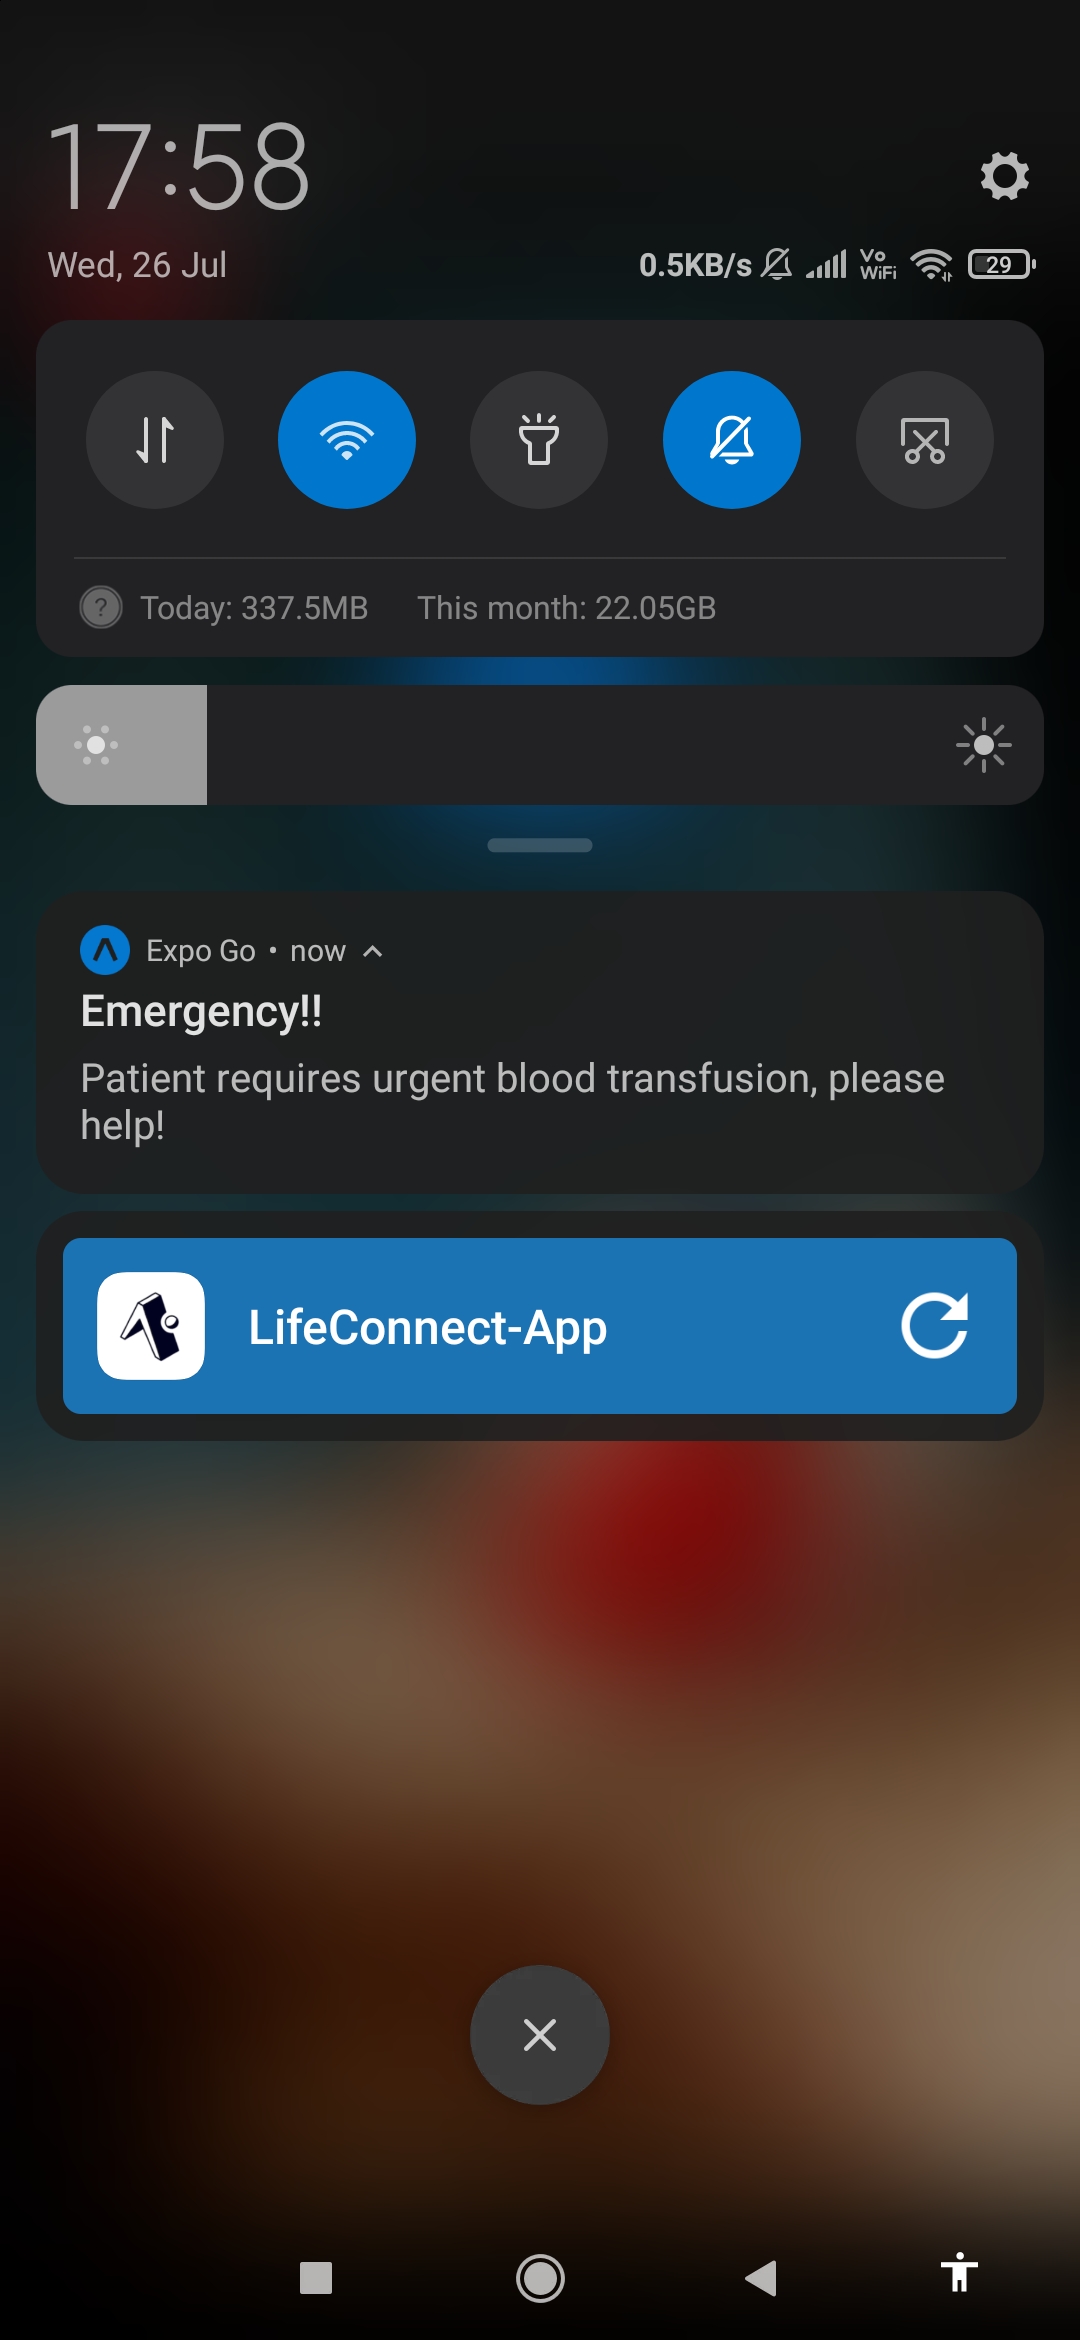 17:58
Wed, 26 Jul
0.5KB/s Vo WiFi 29
? Today: 337.5MB This month: 22.05GB
Expo Go • now
Emergency!!
Patient requires urgent blood transfusion, please
help!
LifeConnect-App